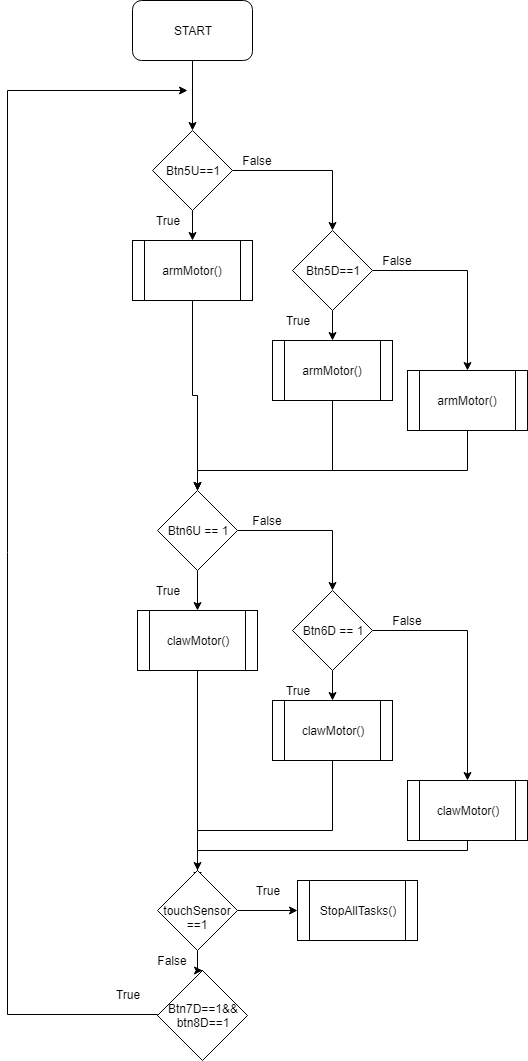 START
Btn5U==1
False
True
armMotor()
Btn5D==1
False
True
armMotor()
armMotor()
Btn6U == 1
False
True
clawMotor()
Btn6D == 1
False
True
clawMotor()
clawMotor()
touchSensor
==1
True
StopAllTasks()
False
True
Btn7D==1&&
btn8D==1